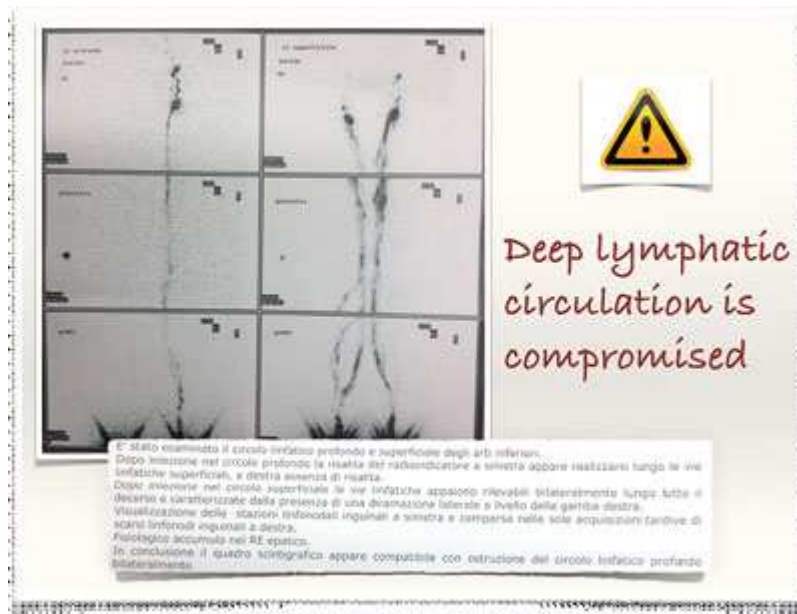 Deep lymphatic
circulation is
compromised
E' stato esaminato il circolo linfatico profondo e superficiale degli arti inferiori.
Dopo iniezione nel circolo profondo la risalita del radioindicatore a sinistra appare realizzarsi lungo le vie
linfatiche superficiali, a destra assenza di risalita.
Dopo iniezione nel circolo superficiale le vie linfatiche appaiono rilevabili bilateralmente lungo tutto il
decorso e caratterizzate dalla presenza di una diramazione laterale a livello della gamba destra.
Visualizzazione delle stazioni linfonodali inguinali a sinistra e comparsa nelle sole acquisizioni tardive di
scarsi linfonodi inguinali a destra.
Fisiologico accumulo nel RE epatico.
In conclusione il quadro scintigrafico appare compatibile con ostruzione del circolo linfatico profondo
bilateralmente